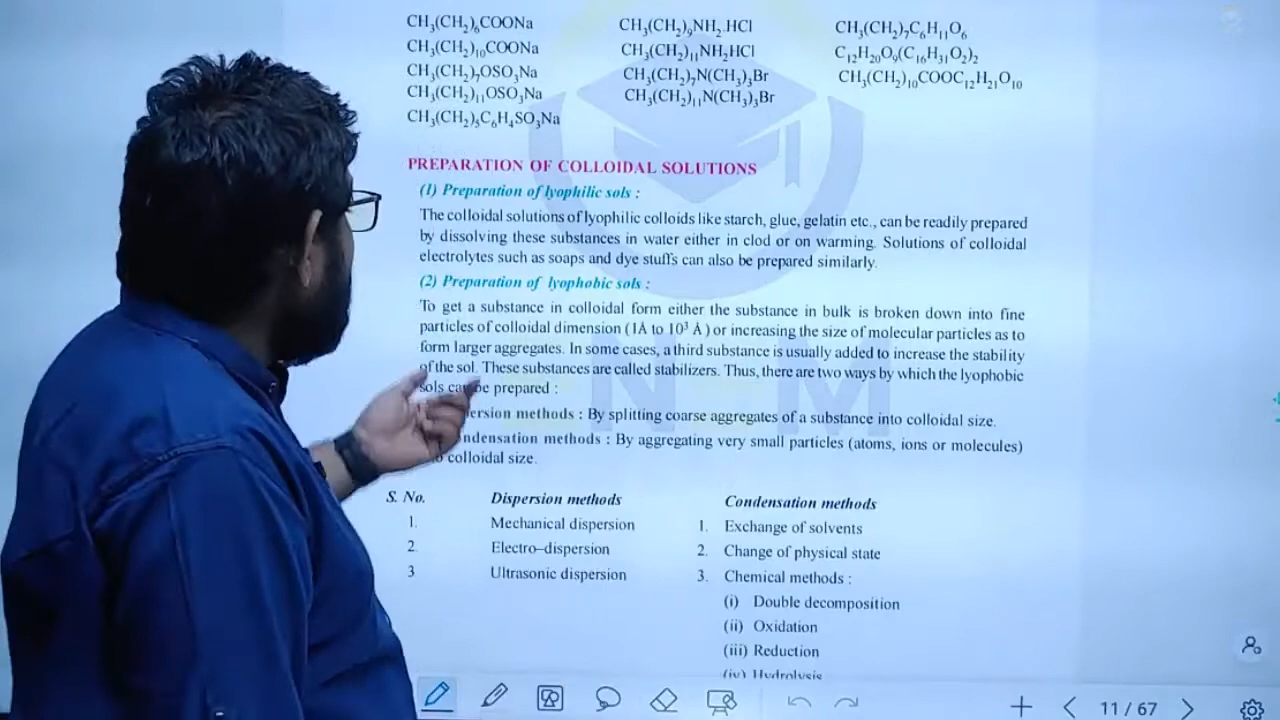 CH₃(CH₂)₆COONa CH₃(CH₂)₉NH₂.HCl CH₃(CH₂)₇C₆H₁₁O₆
CH₃(CH₂)₁₀COONa CH₃(CH₂)₁₁NH₂HCl C₁₂H₂₀O₉(C₁₆H₃₁O₂)₂
CH₃(CH₂)₇OSO₃Na CH₃(CH₂)₇N(CH₃)₃Br CH₃(CH₂)₁₀COOC₁₂H₂₁O₁₀
CH₃(CH₂)₁₁OSO₃Na CH₃(CH₂)₁₁N(CH₃)₃Br
CH₃(CH₂)₅C₆H₄SO₃Na
PREPARATION OF COLLOIDAL SOLUTIONS
(1) Preparation of lyophilic sols :
The colloidal solutions of lyophilic colloids like starch, glue, gelatin etc., can be readily prepared
by dissolving these substances in water either in clod or on warming. Solutions of colloidal
electrolytes such as soaps and dye stuffs can also be prepared similarly.
(2) Preparation of lyophobic sols :
To get a substance in colloidal form either the substance in bulk is broken down into fine
particles of colloidal dimension (1Å to 10³ Å) or increasing the size of molecular particles as to
form larger aggregates. In some cases, a third substance is usually added to increase the stability
of the sol. These substances are called stabilizers. Thus, there are two ways by which the lyophobic
sols can be prepared :
ersion methods : By splitting coarse aggregates of a substance into colloidal size.
ndensation methods : By aggregating very small particles (atoms, ions or molecules)
colloidal size.
S. No. Dispersion methods Condensation methods
1. Mechanical dispersion 1. Exchange of solvents
2. Electro–dispersion 2. Change of physical state
3 Ultrasonic dispersion 3. Chemical methods :
(i) Double decomposition
(ii) Oxidation
(iii) Reduction
(iv) Hydrolysis
11 / 67